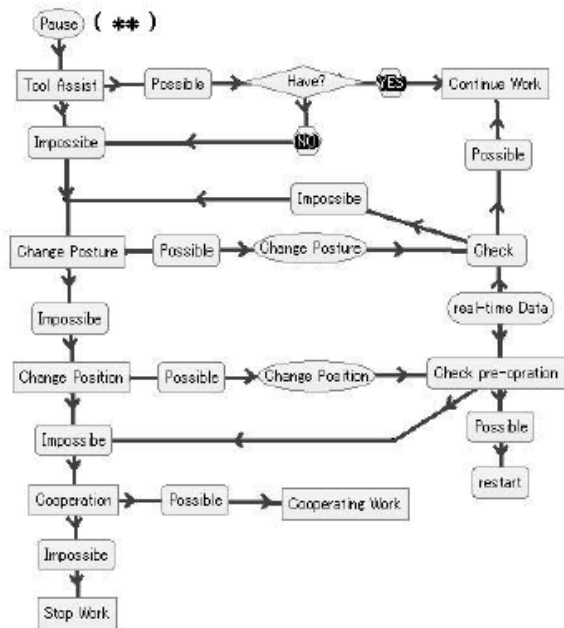 Pause ( ** )
Tool Assist
Possible
Have?
YES
Continue Work
Impossibe
NO
Possible
Impossibe
Change Posture
Possible
Change Posture
Check
Impossibe
real-time Data
Change Position
Possible
Change Position
Check pre-opration
Impossibe
Possible
Cooperation
Possible
Cooperating Work
restart
Impossibe
Stop Work